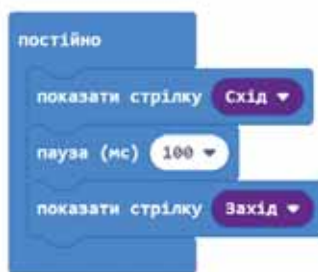 постійно
показати стрілку Схід
пауза (мс) 100
показати стрілку Захід